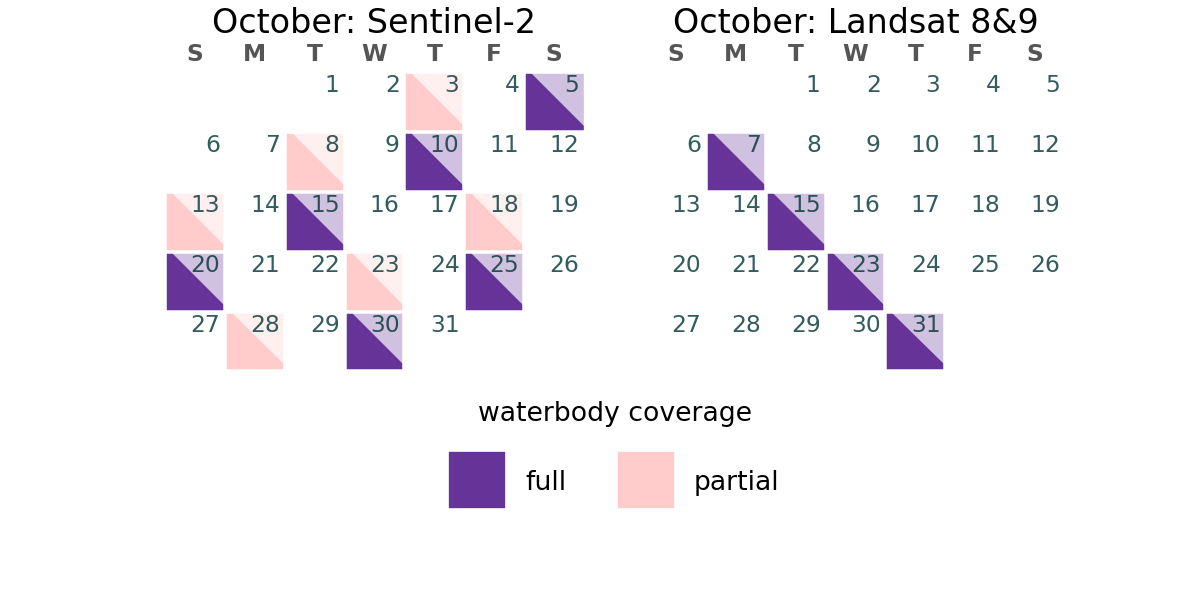 October: Sentinel-2
S M T W T F S
1 2 3 4 5
6 7 8 9 10 11 12
13 14 15 16 17 18 19
20 21 22 23 24 25 26
27 28 29 30 31
October: Landsat 8&9
S M T W T F S
1 2 3 4 5
6 7 8 9 10 11 12
13 14 15 16 17 18 19
20 21 22 23 24 25 26
27 28 29 30 31
waterbody coverage
full partial